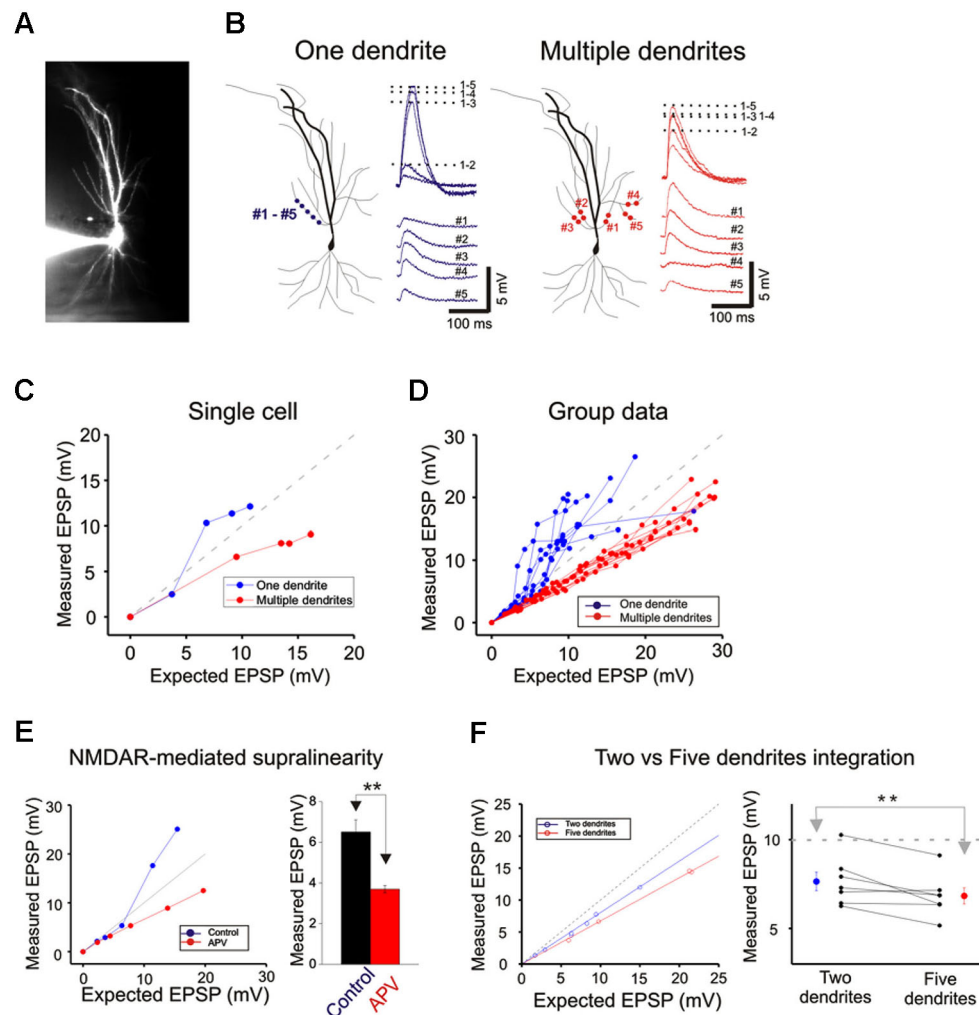 A
B
One dendrite
Multiple dendrites
1-5
1-4
1-3
1-2
#1 - #5
#1
#2
#3
#4
#5
5 mV
100 ms
1-5
1-3 1-4
1-2
#2
#4
#3
#1
#5
#1
#2
#3
#4
#5
5 mV
100 ms
C
Single cell
Measured EPSP (mV)
20
15
10
5
0
One dendrite
Multiple dendrites
0 5 10 15 20
Expected EPSP (mV)
D
Group data
Measured EPSP (mV)
30
20
10
0
One dendrite
Multiple dendrites
0 10 20 30
Expected EPSP (mV)
E
NMDAR-mediated supralinearity
Measured EPSP (mV)
30
20
10
0
Control
APV
0 10 20 30
Expected EPSP (mV)
Measured EPSP (mV)
8
6
4
2
0
**
Control
APV
F
Two vs Five dendrites integration
Measured EPSP (mV)
25
20
15
10
5
0
Two dendrites
Five dendrites
0 5 10 15 20 25
Expected EPSP (mV)
Measured EPSP (mV)
10
5
**
Two
dendrites
Five
dendrites